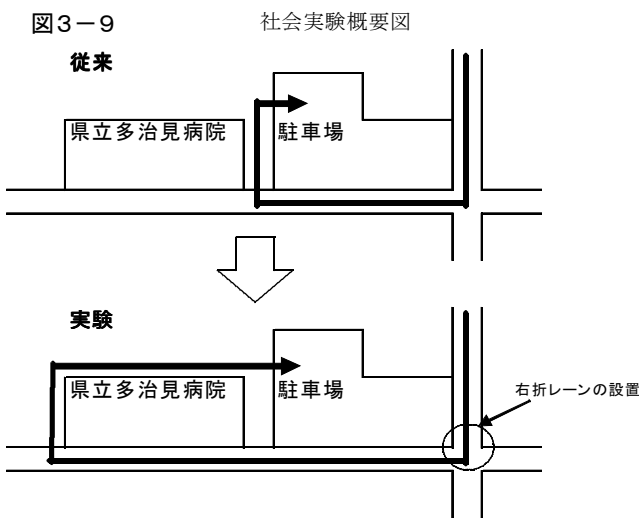 図3－9
社会実験概要図
従来
県立多治見病院
駐車場
実験
県立多治見病院
駐車場
右折レーンの設置